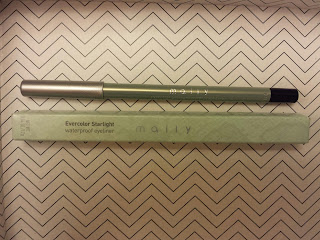 mally
Evercolor Starlight
waterproof eyeliner
mally